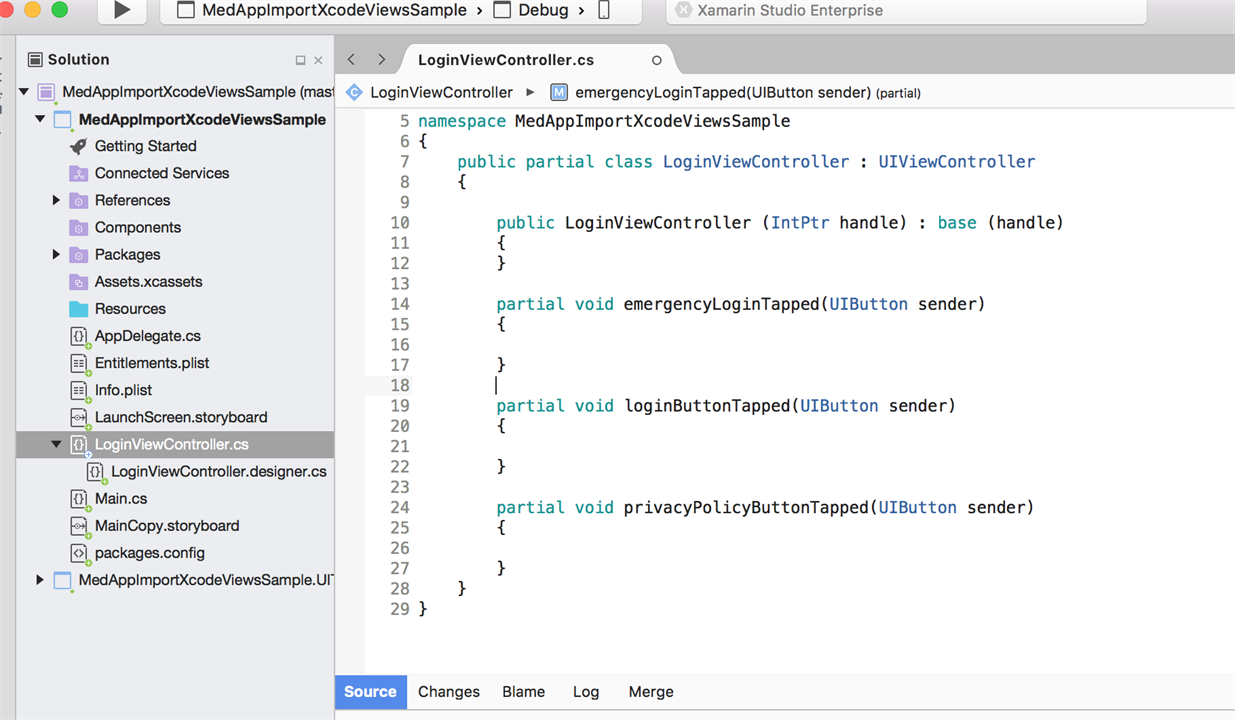 MedAppImportXcodeViewsSample › Debug ›
Xamarin Studio Enterprise
Solution
MedAppImportXcodeViewsSample (mast
MedAppImportXcodeViewsSample
Getting Started
Connected Services
References
Components
Packages
Assets.xcassets
Resources
AppDelegate.cs
Entitlements.plist
Info.plist
LaunchScreen.storyboard
LoginViewController.cs
LoginViewController.designer.cs
Main.cs
MainCopy.storyboard
packages.config
MedAppImportXcodeViewsSample.UIT
LoginViewController.cs
LoginViewController ▶ M emergencyLoginTapped(UIButton sender) (partial)
5 namespace MedAppImportXcodeViewsSample
6 {
7 public partial class LoginViewController : UIViewController
8 {
9
10 public LoginViewController (IntPtr handle) : base (handle)
11 {
12 }
13
14 partial void emergencyLoginTapped(UIButton sender)
15 {
16
17 }
18
19 partial void loginButtonTapped(UIButton sender)
20 {
21
22 }
23
24 partial void privacyPolicyButtonTapped(UIButton sender)
25 {
26
27 }
28 }
29 }
Source Changes Blame Log Merge